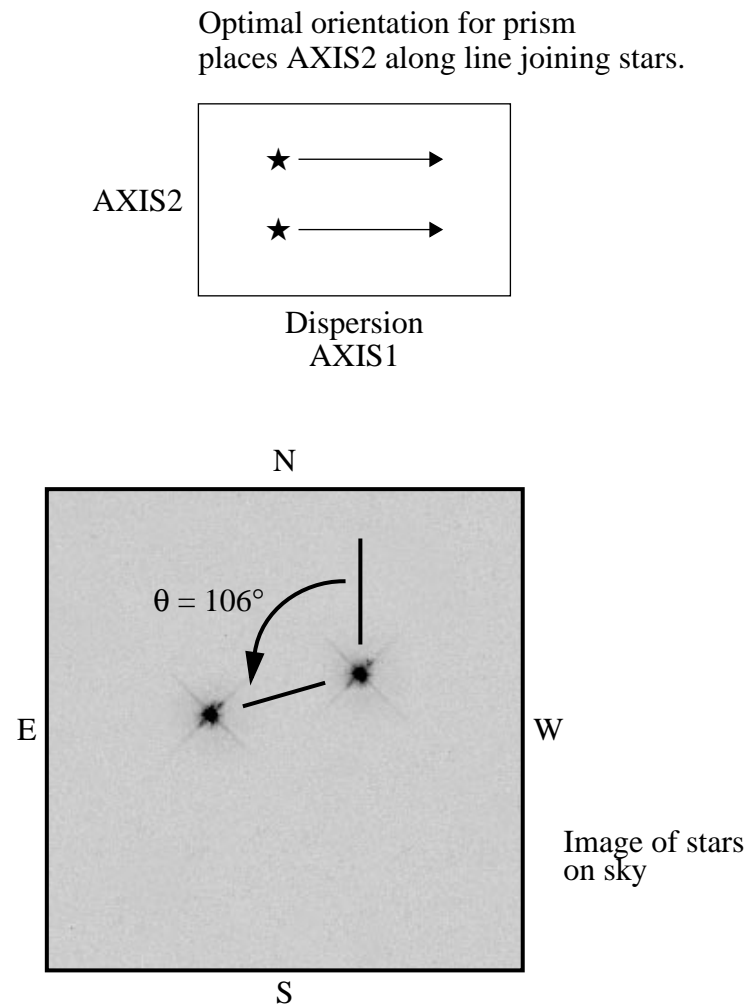 Optimal orientation for prism
places AXIS2 along line joining stars.
AXIS2
Dispersion
AXIS1
N
θ = 106°
E
W
Image of stars
on sky
S